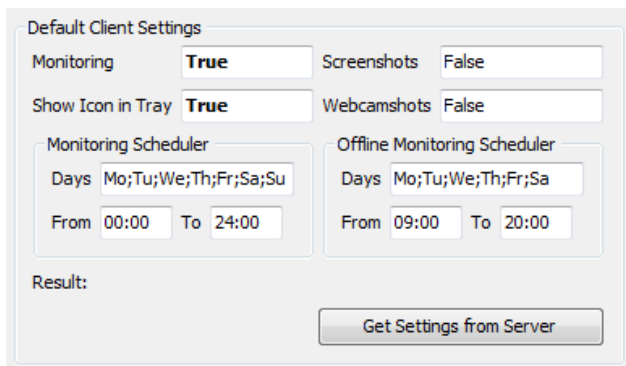 Default Client Settings
Monitoring True Screenshots False
Show Icon in Tray True Webcamshots False
Monitoring Scheduler Offline Monitoring Scheduler
Days Mo;Tu;We;Th;Fr;Sa;Su Days Mo;Tu;We;Th;Fr;Sa
From 00:00 To 24:00 From 09:00 To 20:00
Result:
Get Settings from Server